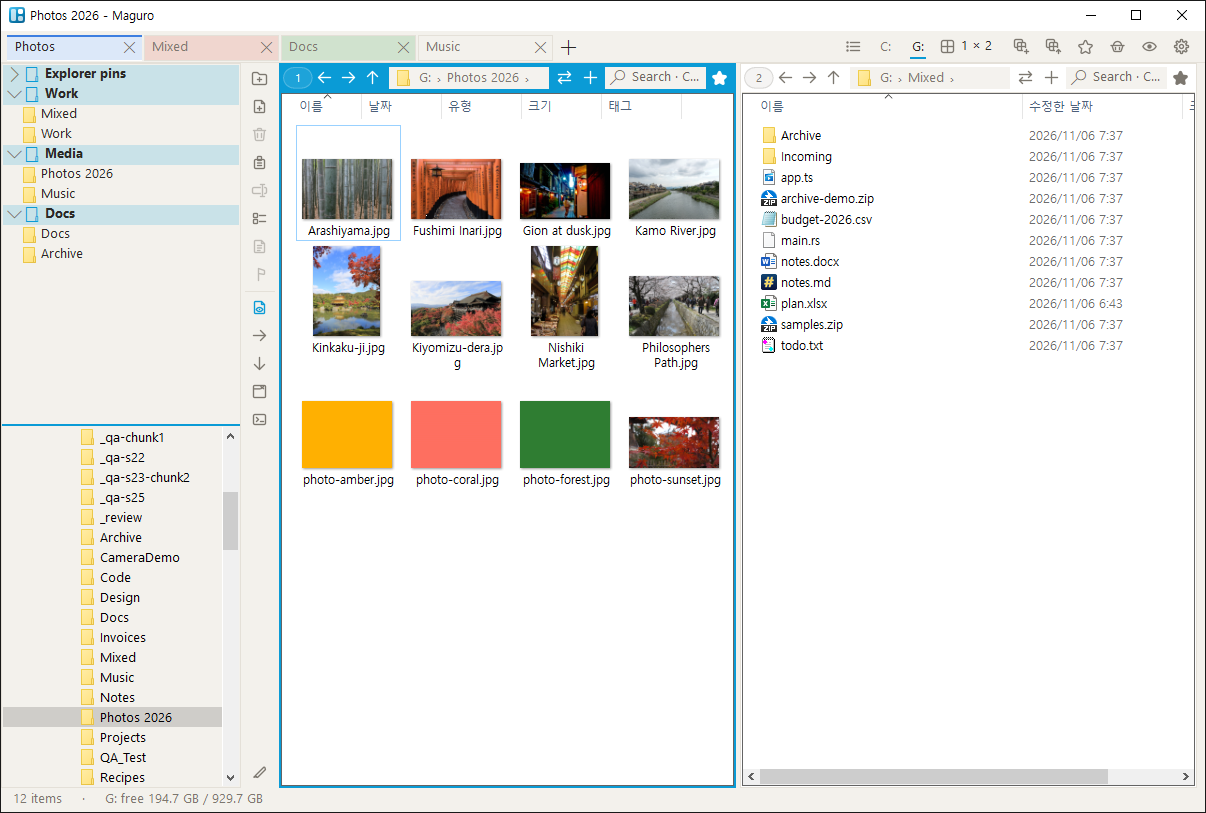 Photos 2026 - Maguro
Photos
Mixed
Docs
Music
C:
G:
1 × 2
Explorer pins
Work
Mixed
Work
Media
Photos 2026
Music
Docs
Docs
Archive
_qa-chunk1
_qa-s22
_qa-s23-chunk2
_qa-s25
_review
Archive
CameraDemo
Code
Design
Docs
Invoices
Mixed
Music
Notes
Photos 2026
Projects
QA_Test
Recipes
1
G: › Photos 2026 ›
Search · C...
이름
날짜
유형
크기
태그
Arashiyama.jpg
Fushimi Inari.jpg
Gion at dusk.jpg
Kamo River.jpg
Kinkaku-ji.jpg
Kiyomizu-dera.jp
g
Nishiki
Market.jpg
Philosophers
Path.jpg
photo-amber.jpg
photo-coral.jpg
photo-forest.jpg
photo-sunset.jpg
2
G: › Mixed ›
Search · C...
이름
수정한 날짜
Archive 2026/11/06 7:37
Incoming 2026/11/06 7:37
app.ts 2026/11/06 7:37
archive-demo.zip 2026/11/06 7:37
budget-2026.csv 2026/11/06 7:37
main.rs 2026/11/06 7:37
notes.docx 2026/11/06 7:37
notes.md 2026/11/06 7:37
plan.xlsx 2026/11/06 6:43
samples.zip 2026/11/06 7:37
todo.txt 2026/11/06 7:37
12 items · G: free 194.7 GB / 929.7 GB